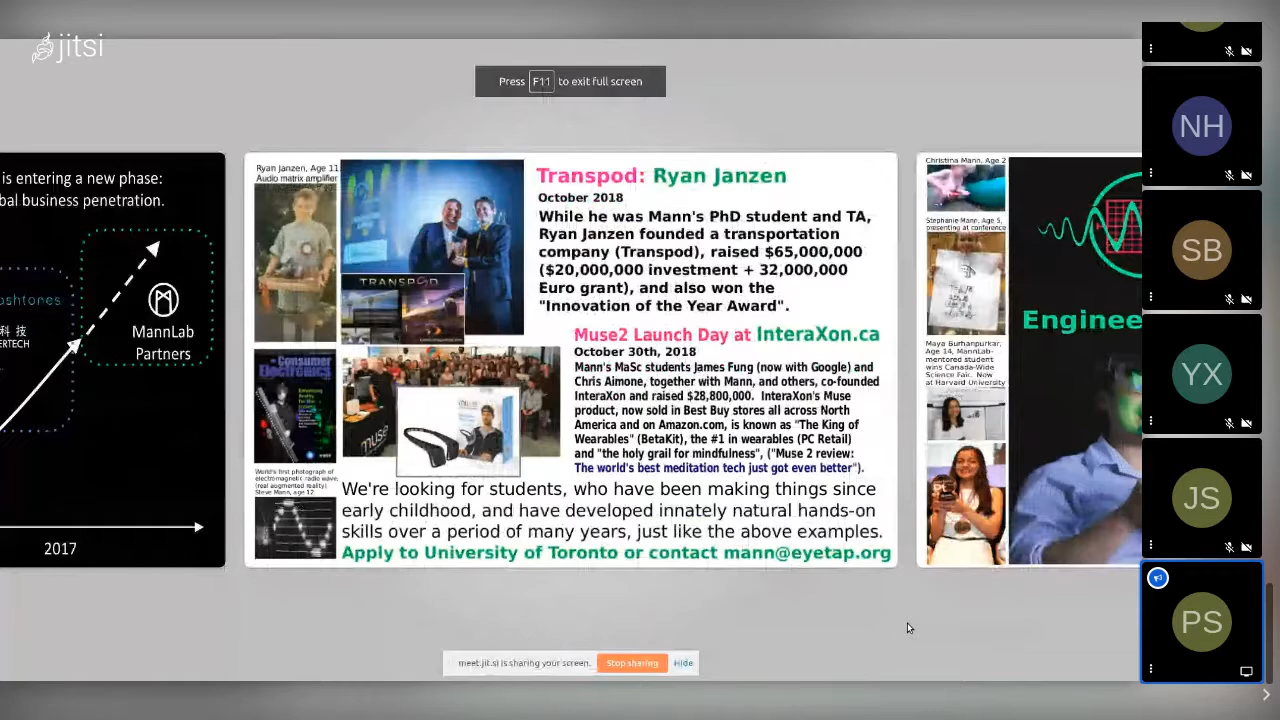 jitsi
Press F11 to exit full screen
is entering a new phase:
bal business penetration.
ashtones
科 技
ERTECH
MannLab
Partners
2017
Ryan Janzen, Age 11
Audio matrix amplifier
TRANSPOD
Consumer
Electronics
World's first photograph of
electromagnetic radio wave,
(real augmented reality)
Steve Mann, age 12
muse
Transpod: Ryan Janzen
October 2018
While he was Mann's PhD student and TA,
Ryan Janzen founded a transportation
company (Transpod), raised $65,000,000
($20,000,000 investment + 32,000,000
Euro grant), and also won the
"Innovation of the Year Award".
Muse2 Launch Day at InteraXon.ca
October 30th, 2018
Mann's MaSc students James Fung (now with Google) and
Chris Aimone, together with Mann, and others, co-founded
InteraXon and raised $28,800,000. InteraXon's Muse
product, now sold in Best Buy stores all across North
America and on Amazon.com, is known as "The King of
Wearables" (BetaKit), the #1 in wearables (PC Retail)
and "the holy grail for mindfulness", ("Muse 2 review:
The world's best meditation tech just got even better").
We're looking for students, who have been making things since
early childhood, and have developed innately natural hands-on
skills over a period of many years, just like the above examples.
Apply to University of Toronto or contact mann@eyetap.org
Christina Mann, Age 2
Stephanie Mann, Age 5,
presenting at conference
Maya Burhanpurkar,
Age 14, MannLab-
mentored student
wins Canada-Wide
Science Fair. Now
at Harvard University
Enginee
meet.jit.si is sharing your screen. Stop sharing Hide
NH
SB
YX
JS
PS